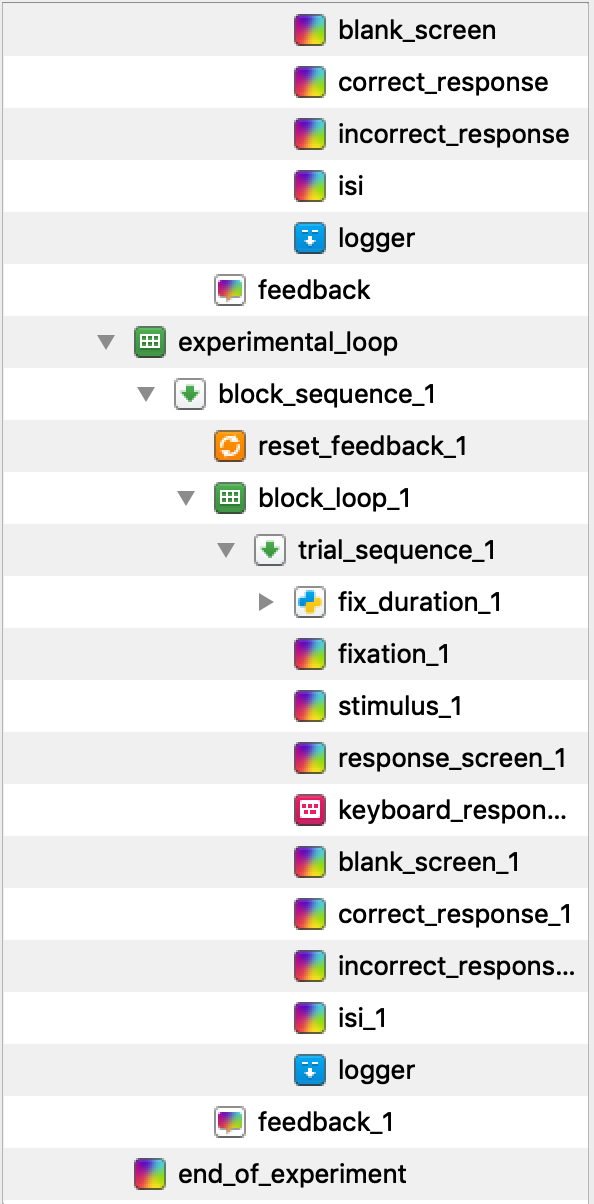 blank_screen
correct_response
incorrect_response
isi
logger
feedback
experimental_loop
block_sequence_1
reset_feedback_1
block_loop_1
trial_sequence_1
fix_duration_1
fixation_1
stimulus_1
response_screen_1
keyboard_respon...
blank_screen_1
correct_response_1
incorrect_respons...
isi_1
logger
feedback_1
end_of_experiment